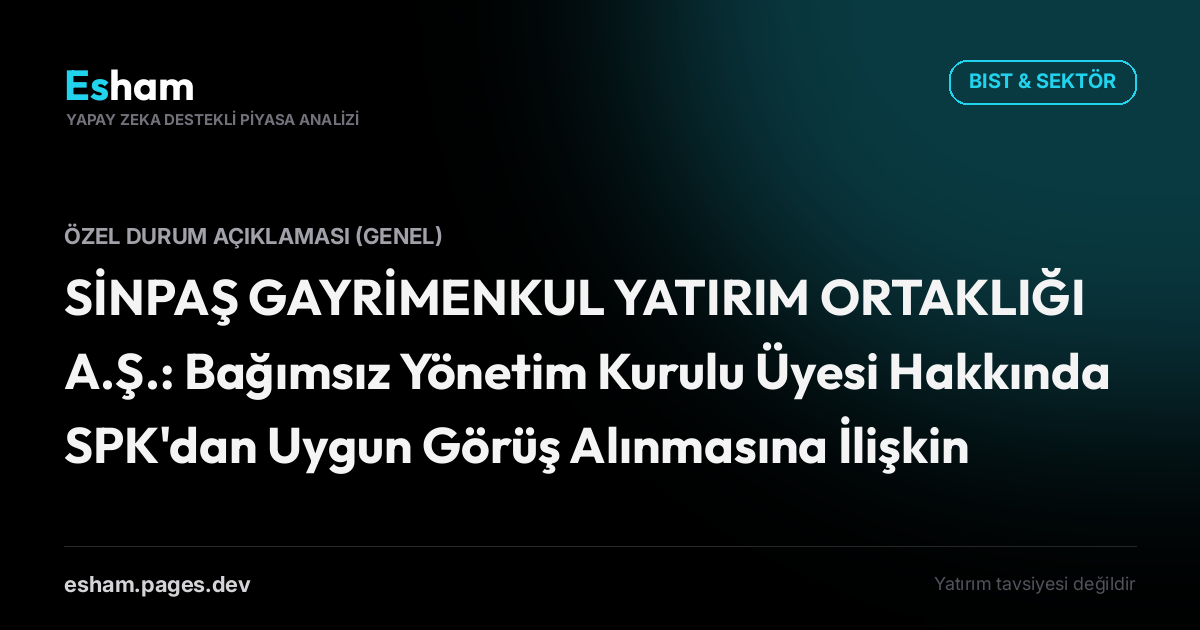 Esham
YAPAY ZEKA DESTEKLİ PİYASA ANALİZİ
BIST & SEKTÖR
ÖZEL DURUM AÇIKLAMASI (GENEL)
SİNPAŞ GAYRİMENKUL YATIRIM ORTAKLIĞI
A.Ş.: Bağımsız Yönetim Kurulu Üyesi Hakkında
SPK'dan Uygun Görüş Alınmasına İlişkin
esham.pages.dev
Yatırım tavsiyesi değildir